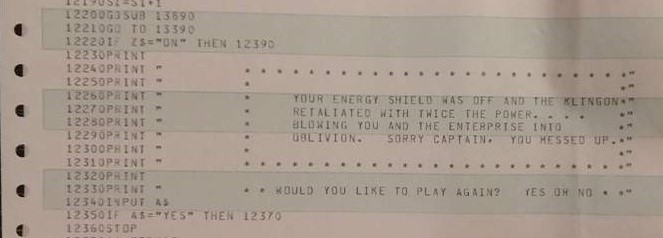 12190SI=SI+1
12200GOSUB 13690
12210GO TO 13390
12220IF Z$="ON" THEN 12390
12230PRINT
12240PRINT " * * * * * * * * * * * * * * * * * * * * * * * *"
12250PRINT " * *"
12260PRINT " * YOUR ENERGY SHIELD WAS OFF AND THE KLINGON*"
12270PRINT " * RETALIATED WITH TWICE THE POWER. . . . *"
12280PRINT " * BLOWING YOU AND THE ENTERPRISE INTO *"
12290PRINT " * OBLIVION. SORRY CAPTAIN. YOU MESSED UP.*"
12300PRINT " * *"
12310PRINT " * * * * * * * * * * * * * * * * * * * * * * * *"
12320PRINT
12330PRINT " * * WOULD YOU LIKE TO PLAY AGAIN? YES OR NO * *"
12340INPUT A$
12350IF A$="YES" THEN 12370
12360STOP